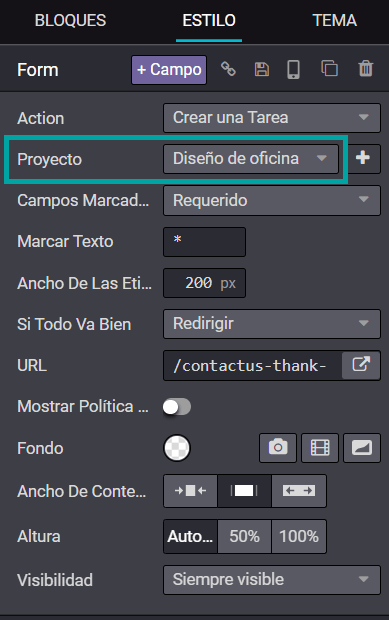 BLOQUES ESTILO TEMA
Form + Campo
Action Crear una Tarea
Proyecto Diseño de oficina
Campos Marcad... Requerido
Marcar Texto *
Ancho De Las Eti... 200 px
Si Todo Va Bien Redirigir
URL /contactus-thank-
Mostrar Política ...
Fondo
Ancho De Conte...
Altura Auto... 50% 100%
Visibilidad Siempre visible